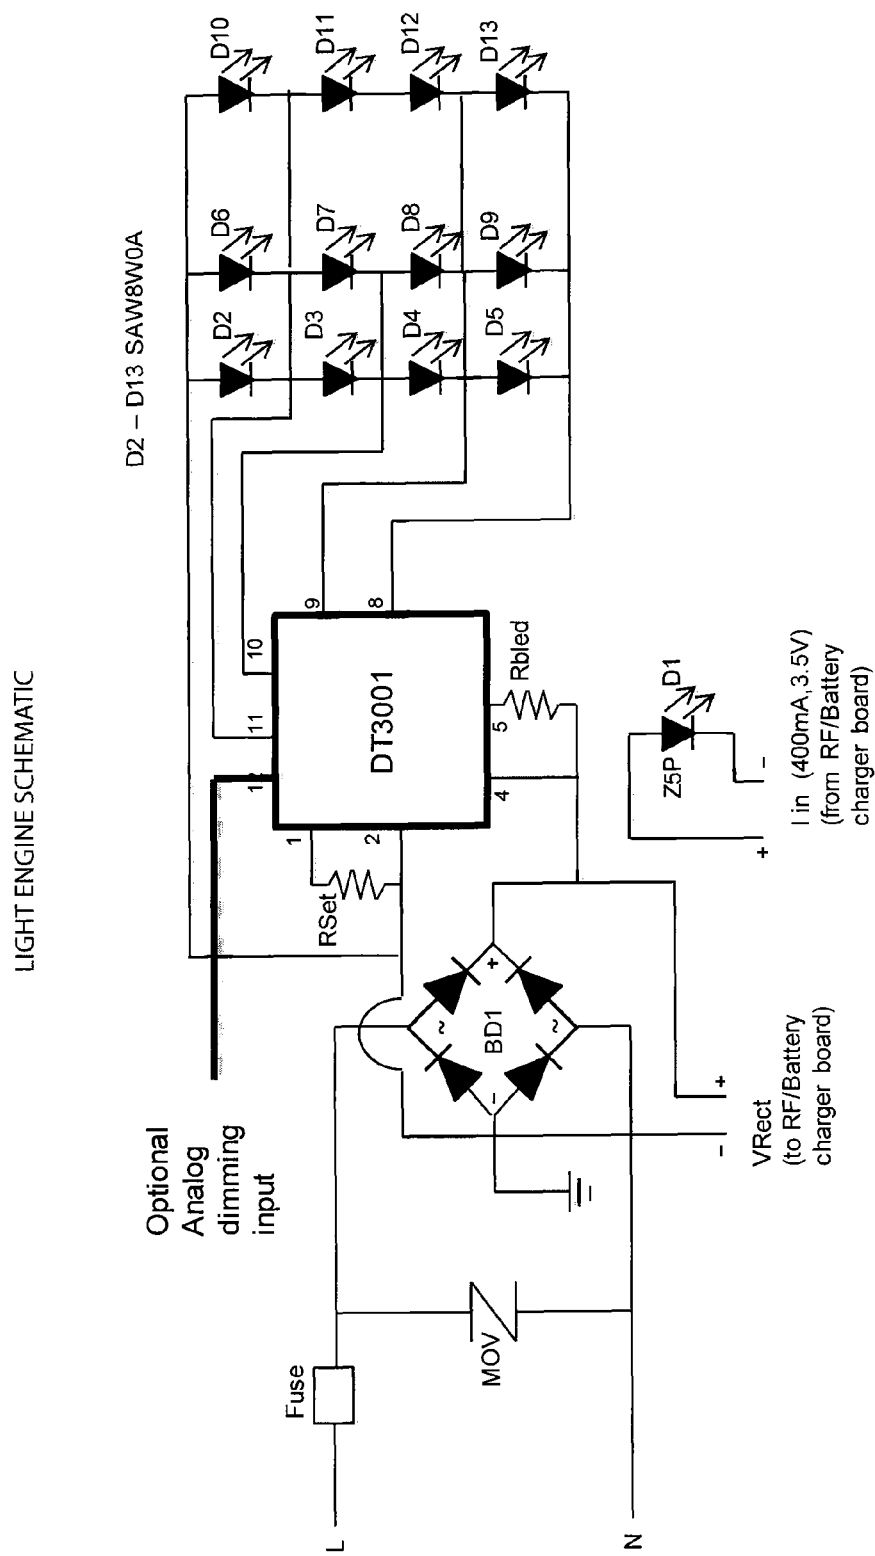 LIGHT ENGINE SCHEMATIC
D2 – D13 SAW8W0A
D10
D11
D12
D13
D6
D7
D8
D9
D2
D3
D4
D5
Optional
Analog
dimming
input
12
11
10
9
8
1
2
4
5
DT3001
RSet
Rbled
L
Fuse
MOV
N
~
~
+
–
BD1
– +
VRect
(to RF/Battery
charger board)
Z5P
D1
+ –
I in (400mA,3.5V)
(from RF/Battery
charger board)